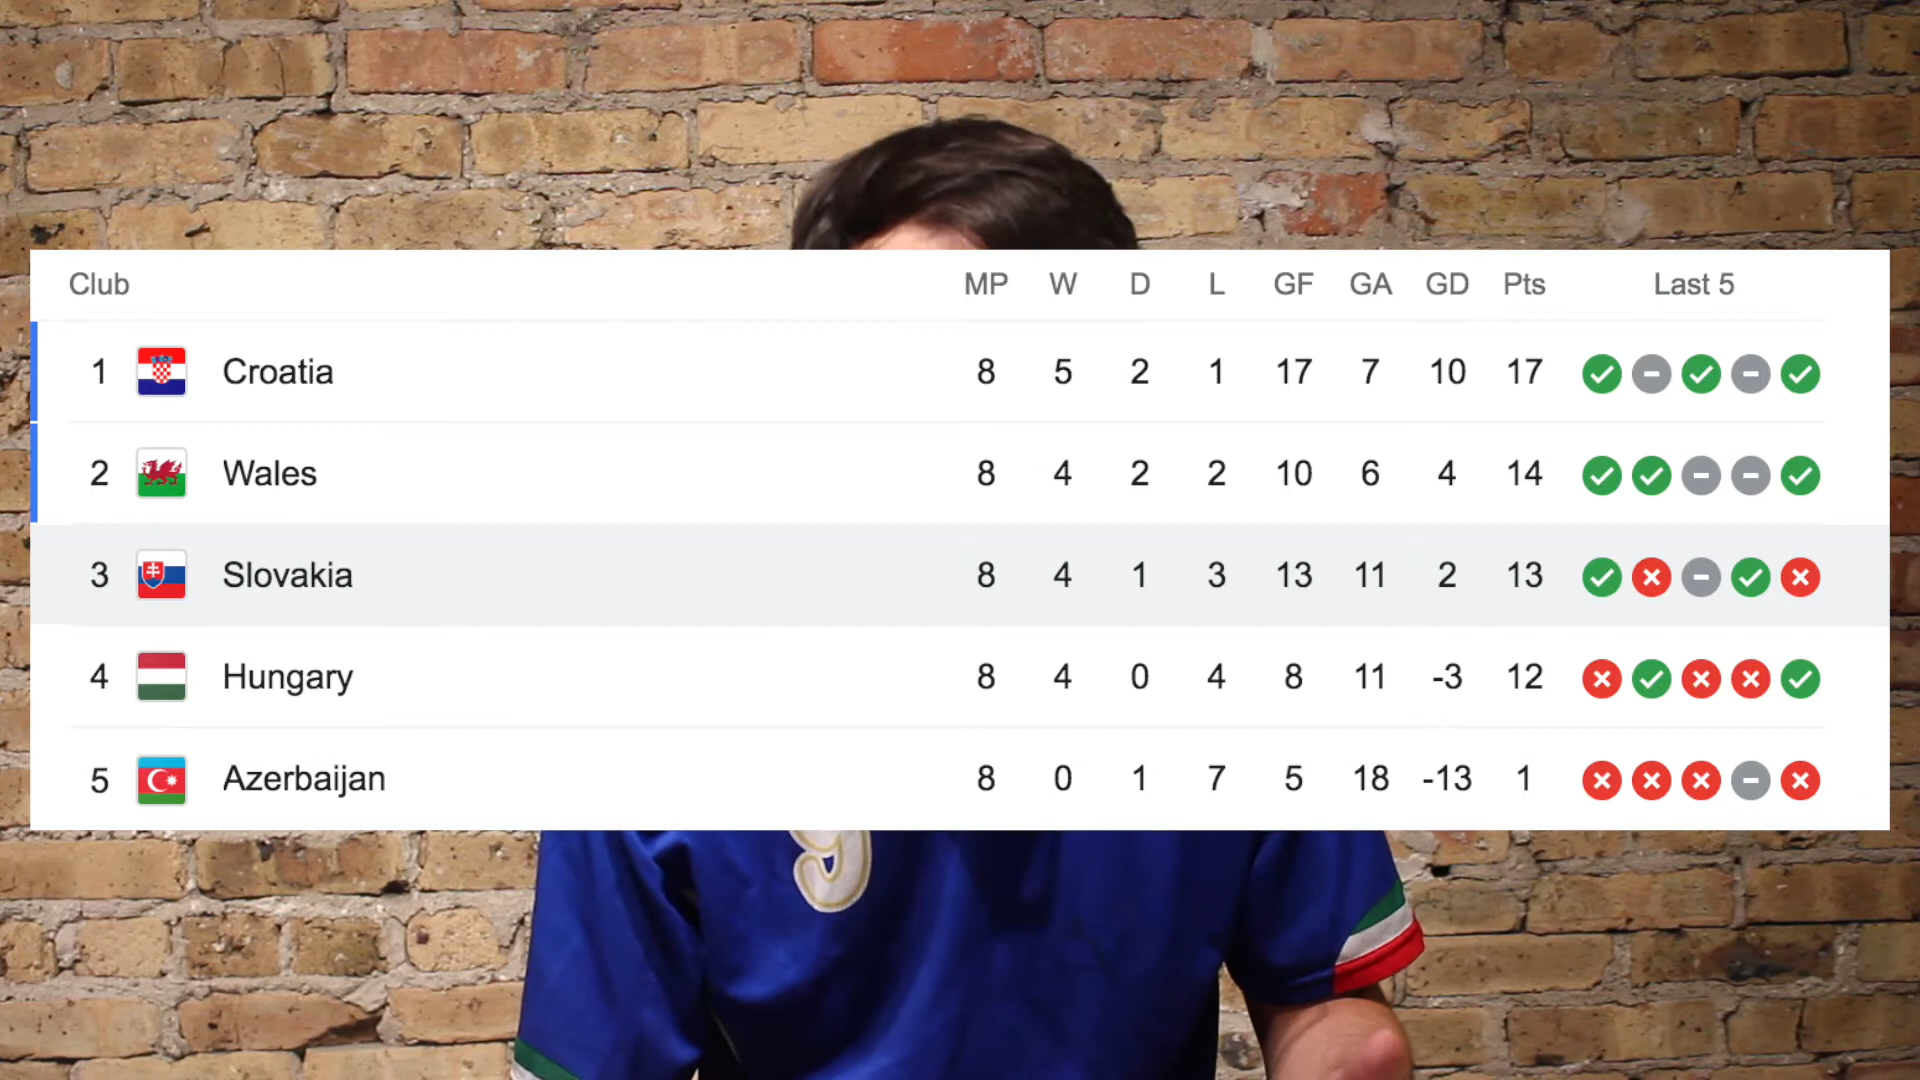 Club MP W D L GF GA GD Pts Last 5
1 Croatia 8 5 2 1 17 7 10 17
2 Wales 8 4 2 2 10 6 4 14
3 Slovakia 8 4 1 3 13 11 2 13
4 Hungary 8 4 0 4 8 11 -3 12
5 Azerbaijan 8 0 1 7 5 18 -13 1